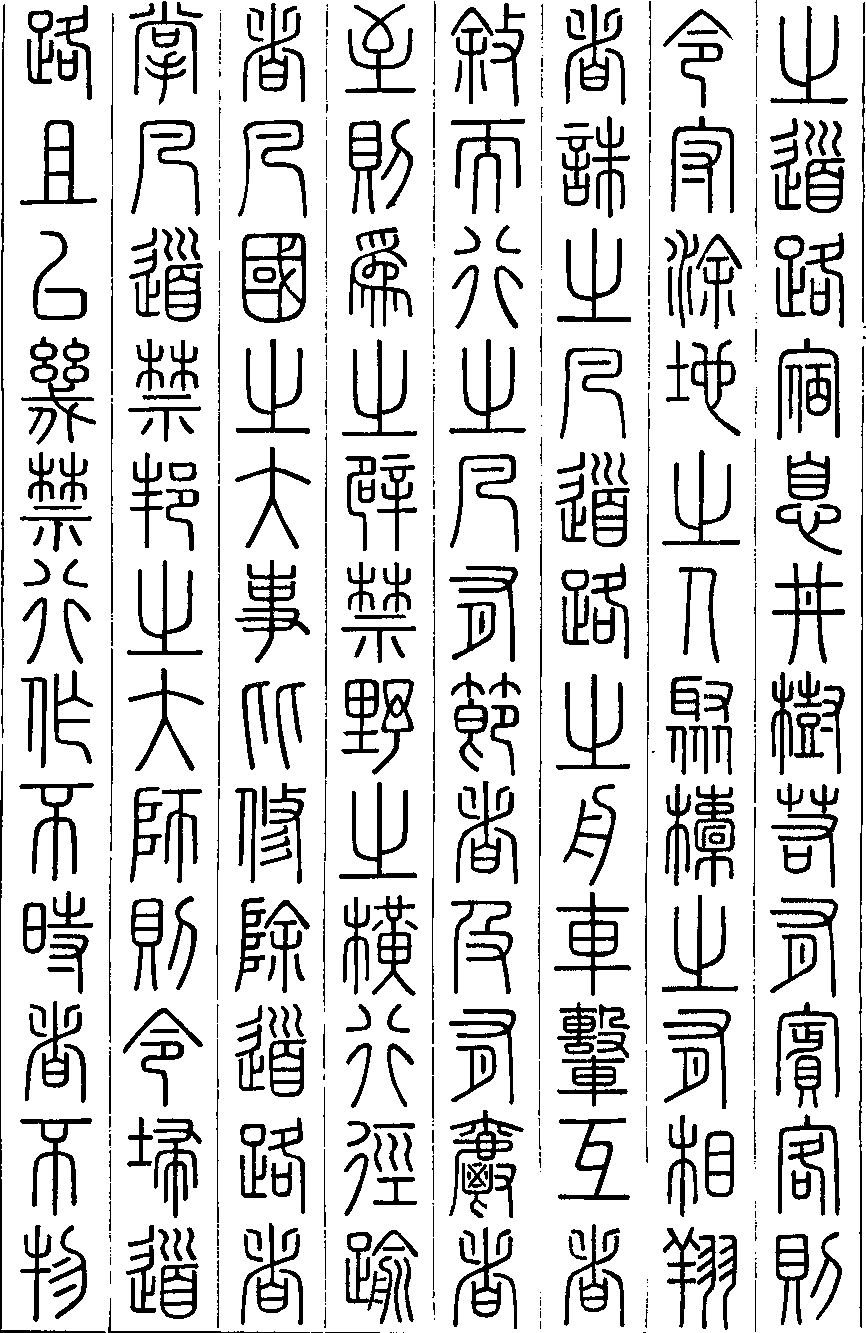 之道路宿息井樹若有賓客則
令守涂地之人聚欜之有相翔
者誅之凡道路之舟車轚互者
敘而行之凡有節者及有爵者
至則爲之辟禁野之橫行徑踰
者凡國之大事比修除道路者
掌凡道禁邦之大師則令埽道
路且以幾禁行作不時者不物